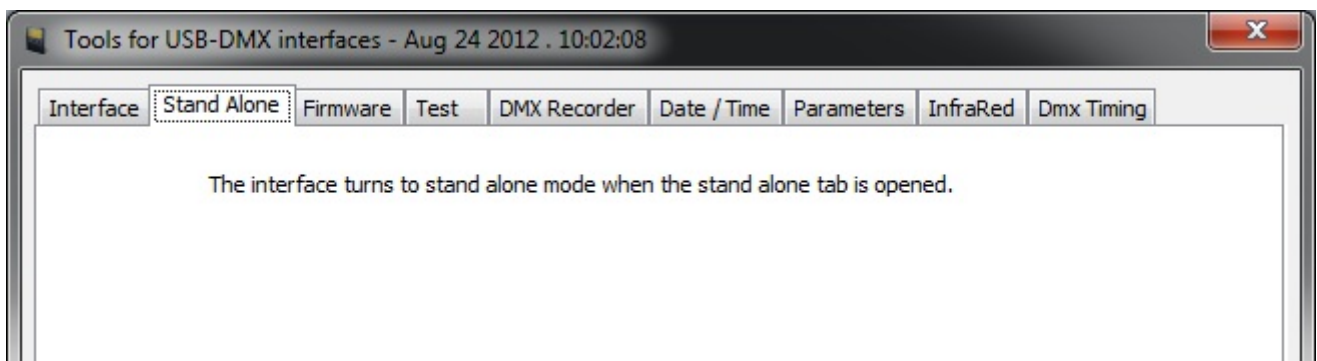 Tools for USB-DMX interfaces - Aug 24 2012 . 10:02:08
Interface Stand Alone Firmware Test DMX Recorder Date / Time Parameters InfraRed Dmx Timing
The interface turns to stand alone mode when the stand alone tab is opened.